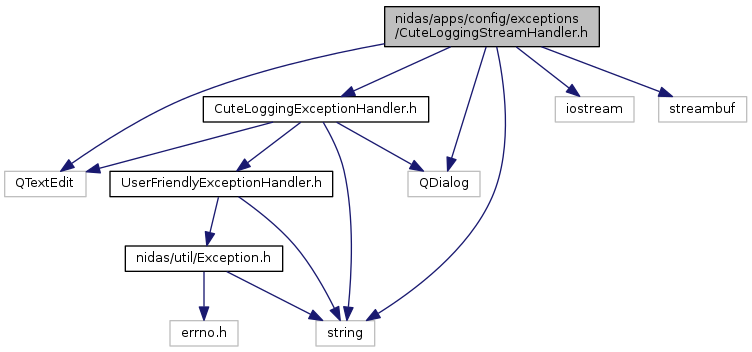 nidas/apps/config/exceptions
/CuteLoggingStreamHandler.h
CuteLoggingExceptionHandler.h
iostream
streambuf
QTextEdit
UserFriendlyExceptionHandler.h
QDialog
nidas/util/Exception.h
errno.h
string